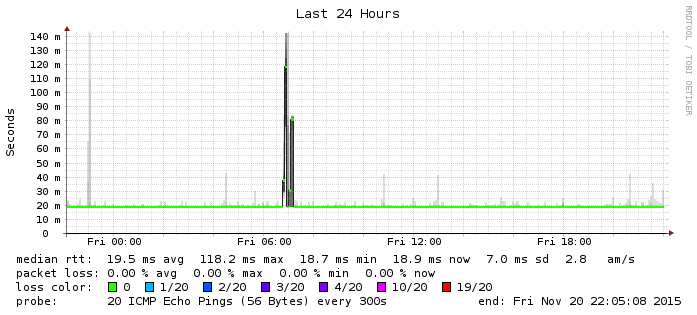 Last 24 Hours
RRDTOOL / TOBI OETIKER
Seconds
140 m
130 m
120 m
110 m
100 m
90 m
80 m
70 m
60 m
50 m
40 m
30 m
20 m
10 m
0
Fri 00:00 Fri 06:00 Fri 12:00 Fri 18:00
median rtt: 19.5 ms avg 118.2 ms max 18.7 ms min 18.9 ms now 7.0 ms sd 2.8 am/s
packet loss: 0.00 % avg 0.00 % max 0.00 % min 0.00 % now
loss color: 0 1/20 2/20 3/20 4/20 10/20 19/20
probe: 20 ICMP Echo Pings (56 Bytes) every 300s end: Fri Nov 20 22:05:08 2015